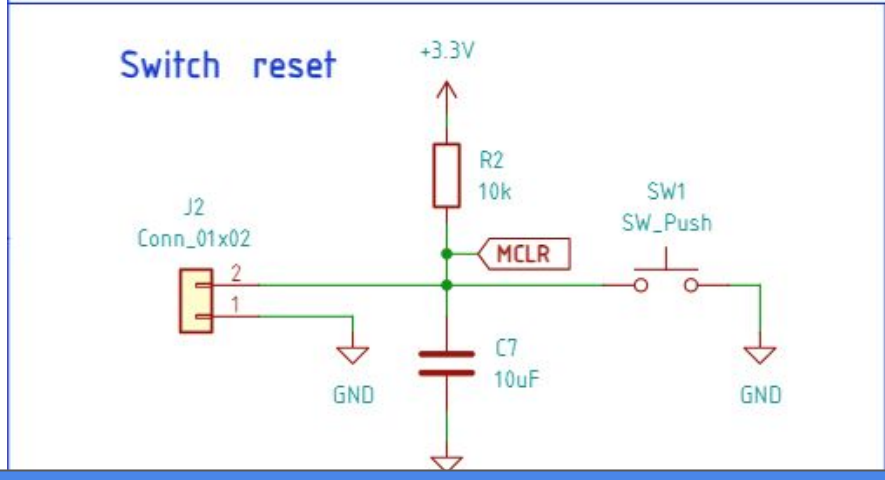 Switch reset
+3.3V
R2
10k
MCLR
J2
Conn_01x02
2
1
GND
C7
10uF
SW1
SW_Push
GND